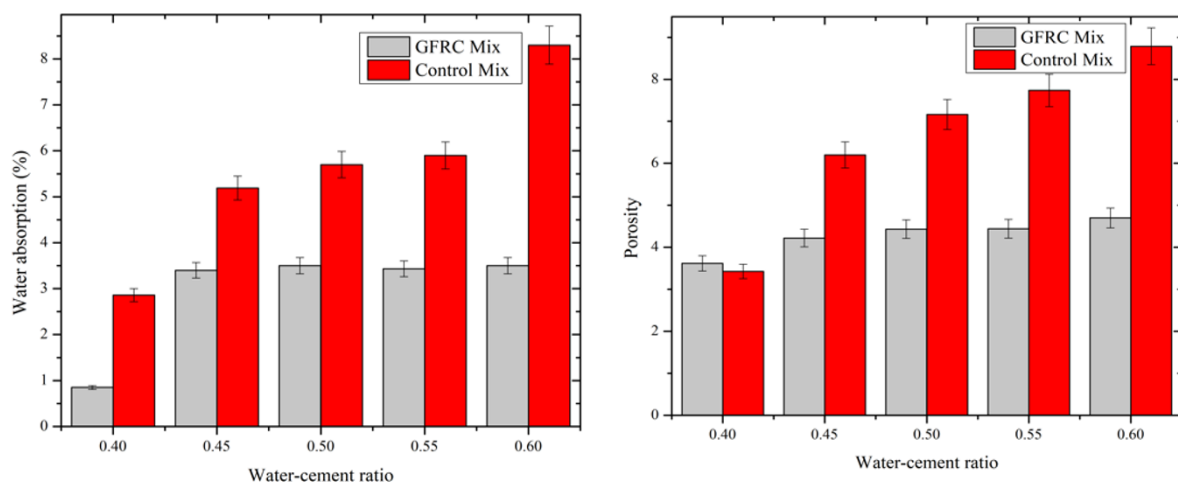 GFRC Mix
Control Mix
Water absorption (%)
8
7
6
5
4
3
2
1
0
0.40 0.45 0.50 0.55 0.60
Water-cement ratio
GFRC Mix
Control Mix
Porosity
8
6
4
2
0
0.40 0.45 0.50 0.55 0.60
Water-cement ratio